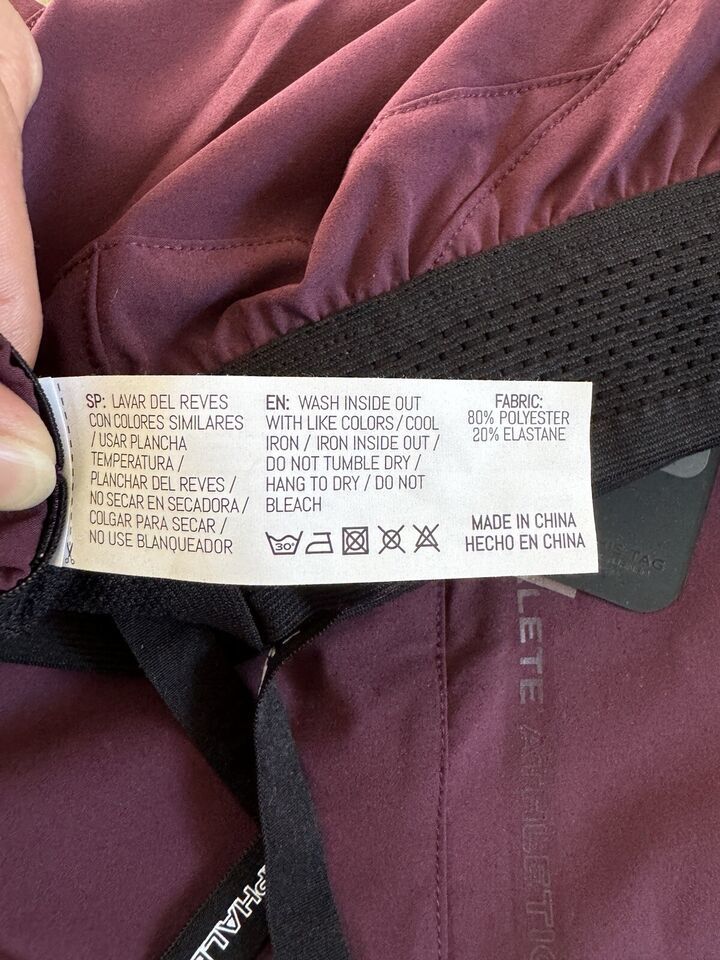 SP: LAVAR DEL REVES
CON COLORES SIMILARES
/ USAR PLANCHA
TEMPERATURA /
PLANCHAR DEL REVES /
NO SECAR EN SECADORA /
COLGAR PARA SECAR /
NO USE BLANQUEADOR
EN: WASH INSIDE OUT
WITH LIKE COLORS / COOL
IRON / IRON INSIDE OUT /
DO NOT TUMBLE DRY /
HANG TO DRY / DO NOT
BLEACH
30°
FABRIC:
80% POLYESTER
20% ELASTANE
MADE IN CHINA
HECHO EN CHINA
TAG
LETE ATHLETIC
PHALE